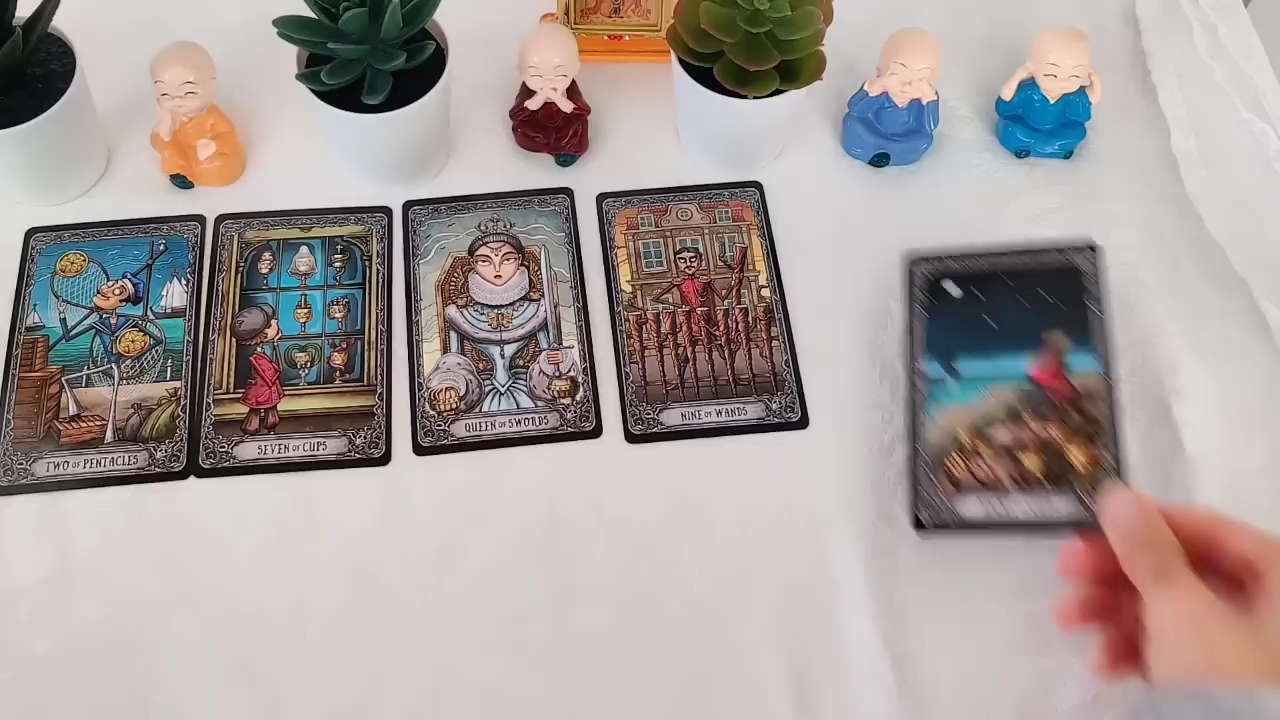 TWO OF PENTACLES
SEVEN OF CUPS
QUEEN OF SWORDS
NINE OF WANDS